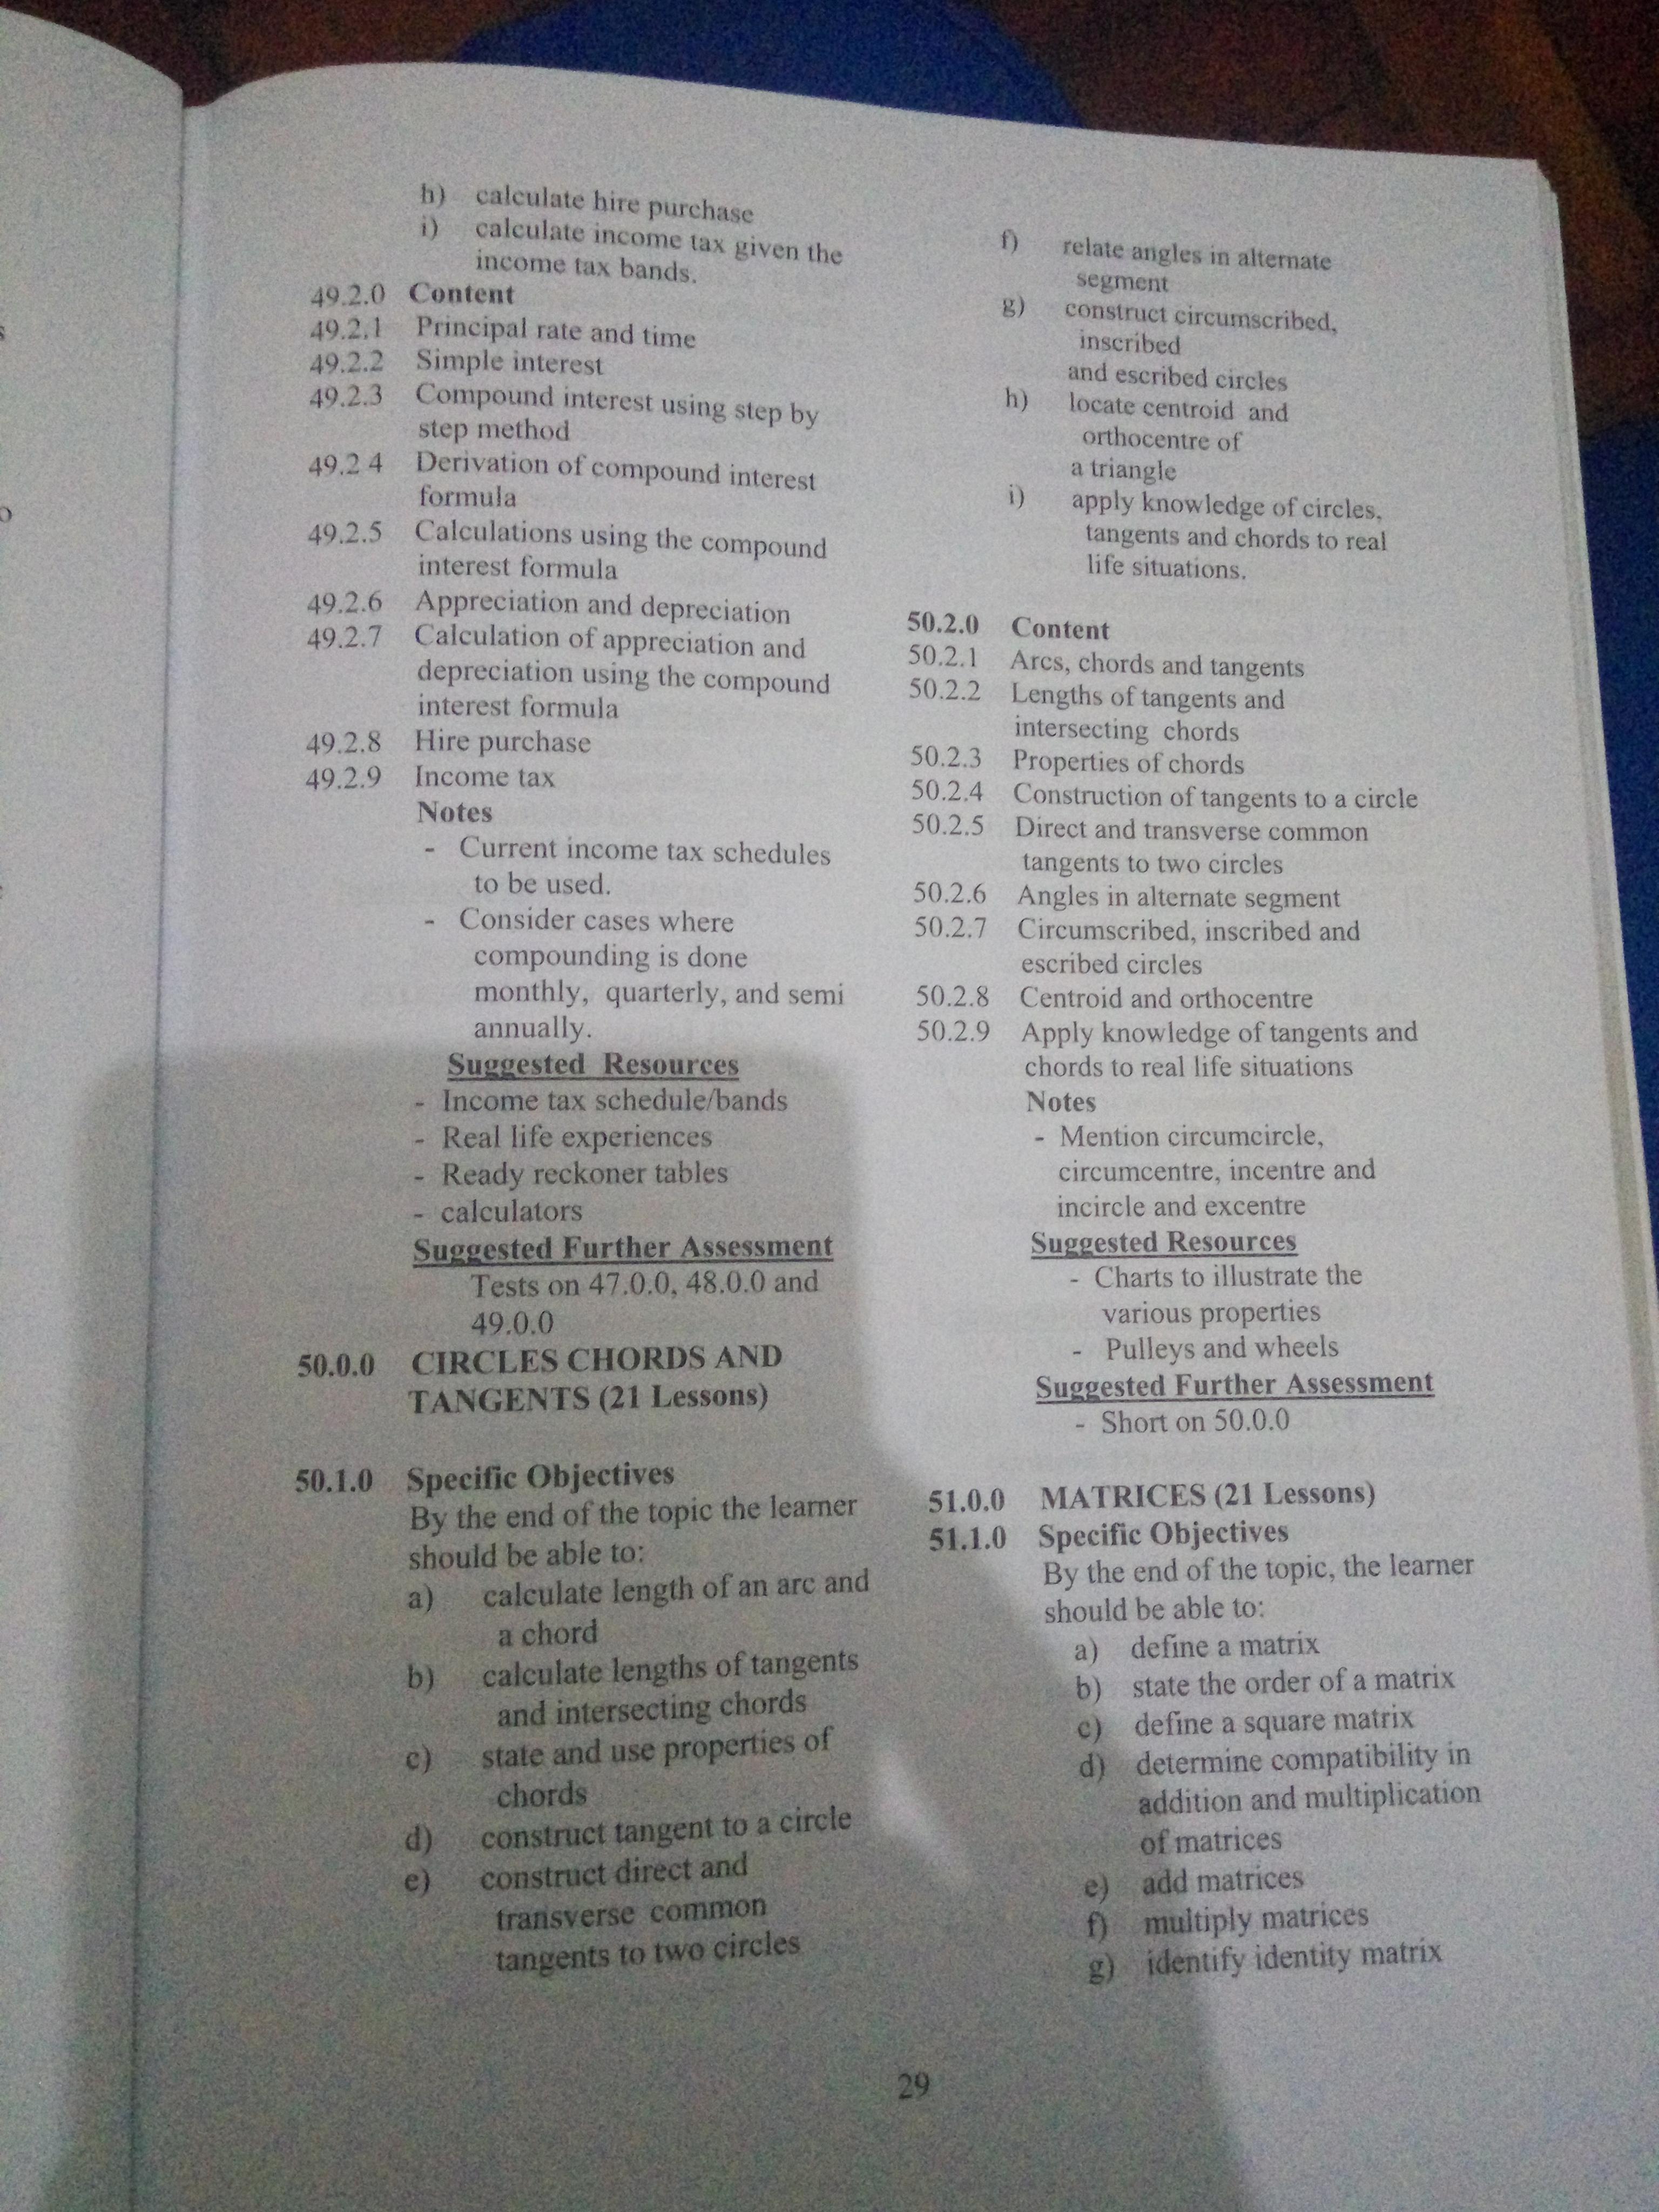 h) calculate hire purchase
i) calculate income tax given the
income tax bands.
49.2.0 Content
49.2.1 Principal rate and time
49.2.2 Simple interest
49.2.3 Compound interest using step by
step method
49.2 4 Derivation of compound interest
formula
49.2.5 Calculations using the compound
interest formula
49.2.6 Appreciation and depreciation
49.2.7 Calculation of appreciation and
depreciation using the compound
interest formula
49.2.8 Hire purchase
49.2.9 Income tax
Notes
- Current income tax schedules
to be used.
- Consider cases where
compounding is done
monthly, quarterly, and semi
annually.
Suggested Resources
- Income tax schedule/bands
- Real life experiences
- Ready reckoner tables
- calculators
Suggested Further Assessment
Tests on 47.0.0, 48.0.0 and
49.0.0
50.0.0 CIRCLES CHORDS AND
TANGENTS (21 Lessons)
50.1.0 Specific Objectives
By the end of the topic the learner
should be able to:
a) calculate length of an arc and
a chord
b) calculate lengths of tangents
and intersecting chords
c) state and use properties of
chords
d) construct tangent to a circle
e) construct direct and
transverse common
tangents to two circles
f) relate angles in alternate
segment
g) construct circumscribed,
inscribed
and escribed circles
h) locate centroid and
orthocentre of
a triangle
i) apply knowledge of circles,
tangents and chords to real
life situations.
50.2.0 Content
50.2.1 Arcs, chords and tangents
50.2.2 Lengths of tangents and
intersecting chords
50.2.3 Properties of chords
50.2.4 Construction of tangents to a circle
50.2.5 Direct and transverse common
tangents to two circles
50.2.6 Angles in alternate segment
50.2.7 Circumscribed, inscribed and
escribed circles
50.2.8 Centroid and orthocentre
50.2.9 Apply knowledge of tangents and
chords to real life situations
Notes
- Mention circumcircle,
circumcentre, incentre and
incircle and excentre
Suggested Resources
- Charts to illustrate the
various properties
- Pulleys and wheels
Suggested Further Assessment
- Short on 50.0.0
51.0.0 MATRICES (21 Lessons)
51.1.0 Specific Objectives
By the end of the topic, the learner
should be able to:
a) define a matrix
b) state the order of a matrix
c) define a square matrix
d) determine compatibility in
addition and multiplication
of matrices
e) add matrices
f) multiply matrices
g) identify identity matrix
29